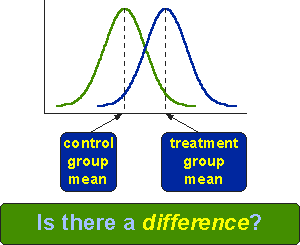 control
group
mean
treatment
group
mean
Is there a difference?